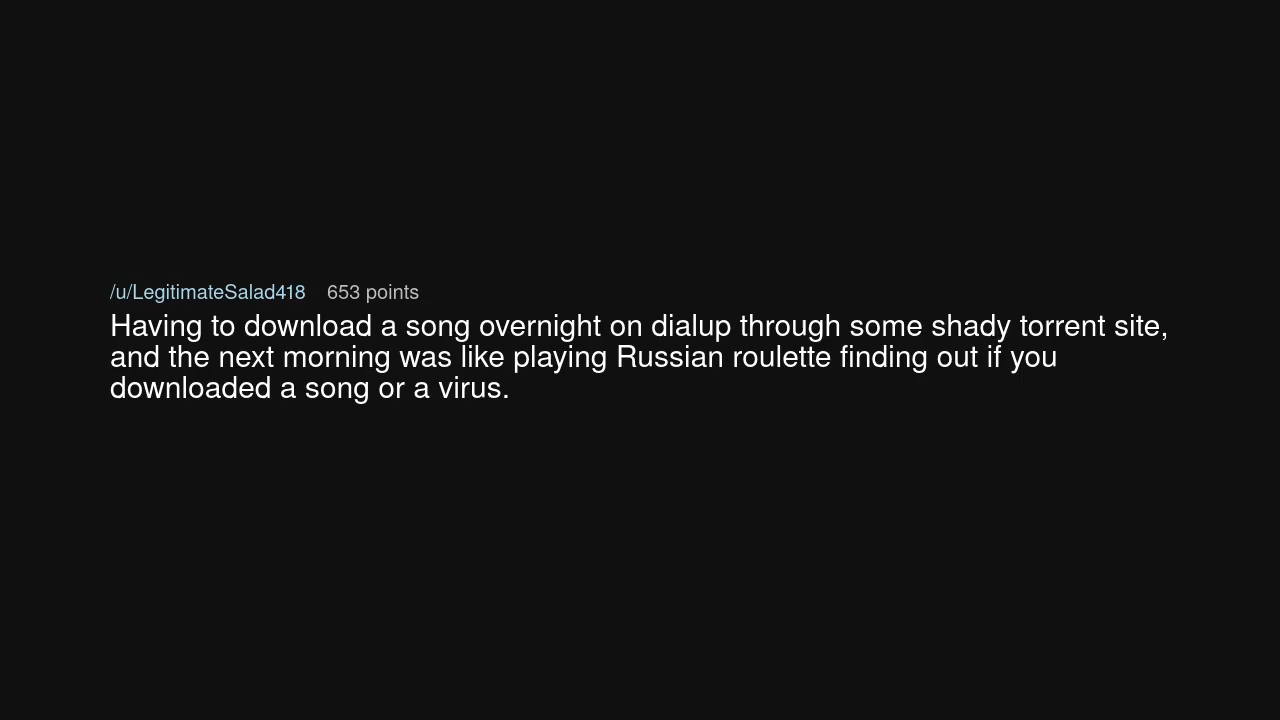 /u/LegitimateSalad418 653 points
Having to download a song overnight on dialup through some shady torrent site,
and the next morning was like playing Russian roulette finding out if you
downloaded a song or a virus.